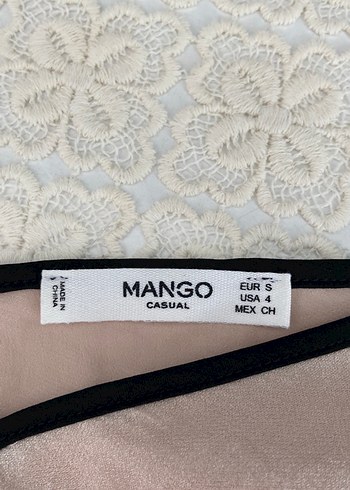 MADE IN
CHINA
MANGO
CASUAL
EUR S
USA 4
MEX CH